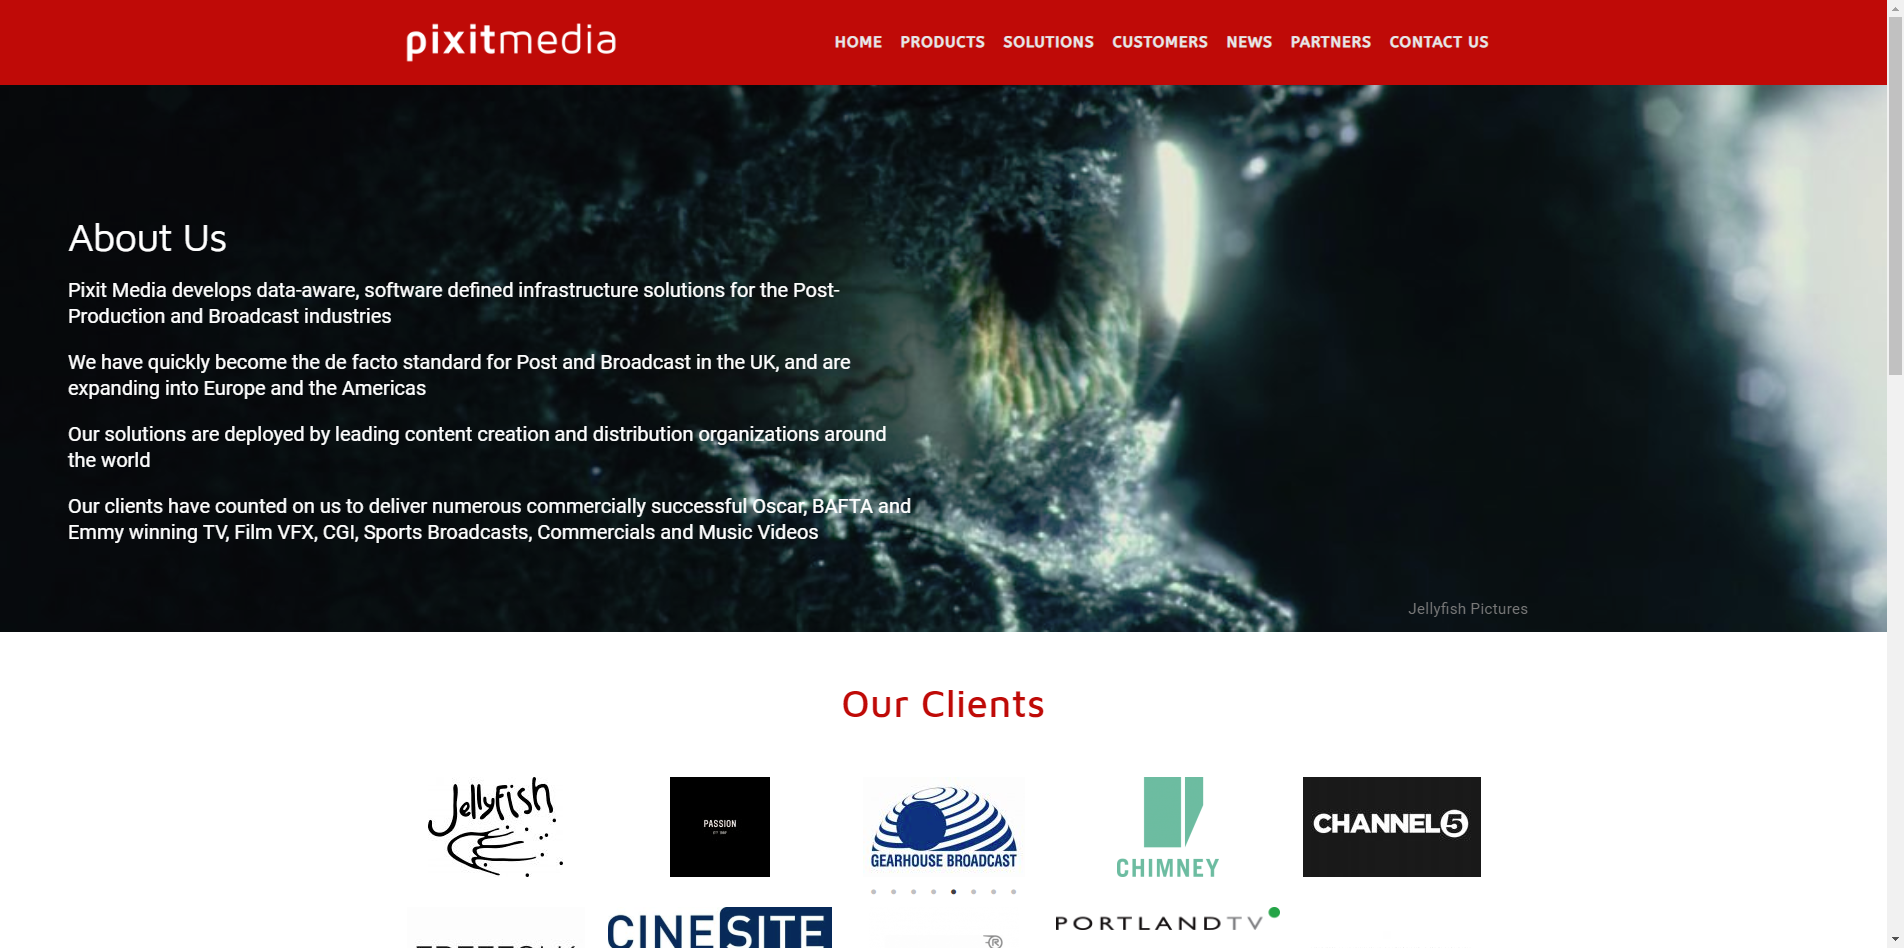 pixitmedia
HOME PRODUCTS SOLUTIONS CUSTOMERS NEWS PARTNERS CONTACT US
About Us
Pixit Media develops data-aware, software defined infrastructure solutions for the Post-
Production and Broadcast industries
We have quickly become the de facto standard for Post and Broadcast in the UK, and are
expanding into Europe and the Americas
Our solutions are deployed by leading content creation and distribution organizations around
the world
Our clients have counted on us to deliver numerous commercially successful Oscar, BAFTA and
Emmy winning TV, Film VFX, CGI, Sports Broadcasts, Commercials and Music Videos
Jellyfish Pictures
Our Clients
Jellyfish
PASSION
GEARHOUSE BROADCAST
CHIMNEY
CHANNEL 5
CINESITE
PORTLANDTV
®